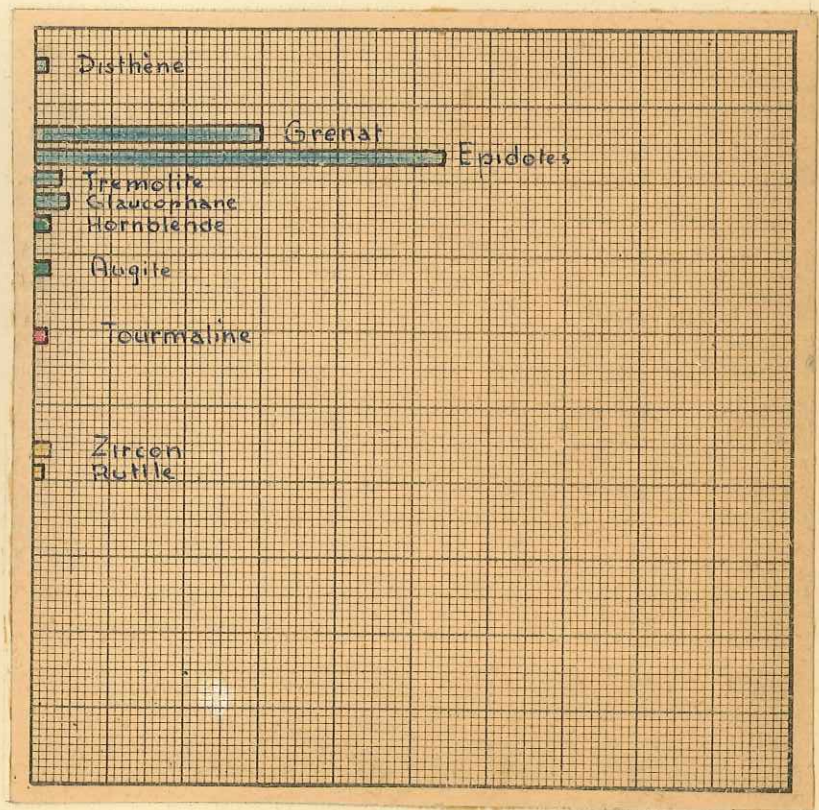 Disthène
Grenat
Epidotes
Tremolite
Glaucophane
Hornblende
Augite
Tourmaline
Zircon
Rutile